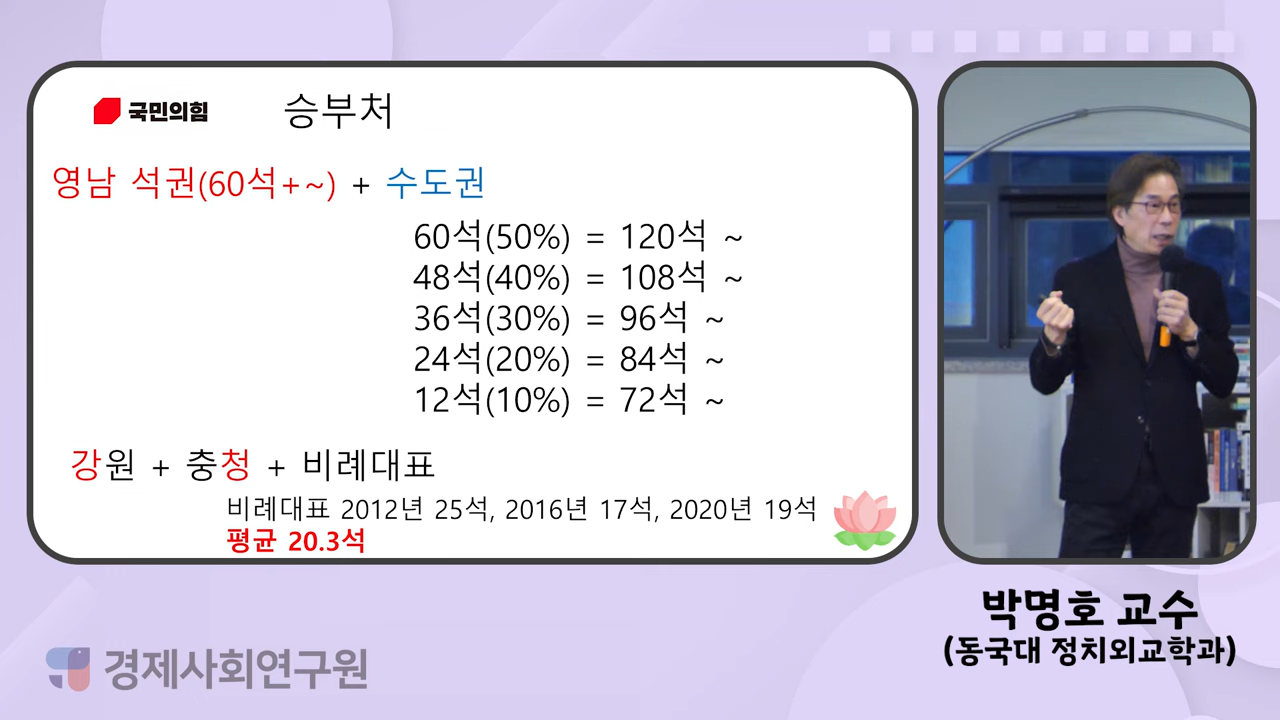 국민의힘
승부처
영남 석권(60석+~) + 수도권
60석(50%) = 120석 ~
48석(40%) = 108석 ~
36석(30%) = 96석 ~
24석(20%) = 84석 ~
12석(10%) = 72석 ~
강원 + 충청 + 비례대표
비례대표 2012년 25석, 2016년 17석, 2020년 19석
평균 20.3석
박명호 교수
(동국대 정치외교학과)
경제사회연구원